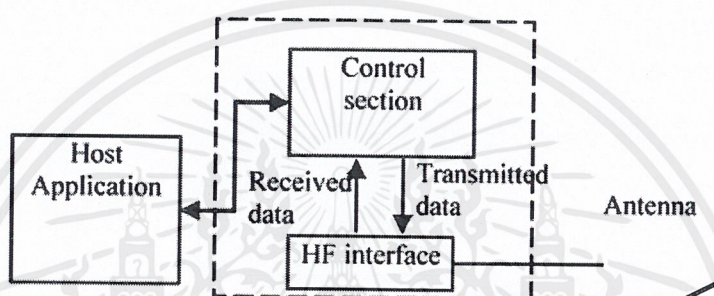 Control
section
Host
Application
Received
data
Transmitted
data
Antenna
HF interface